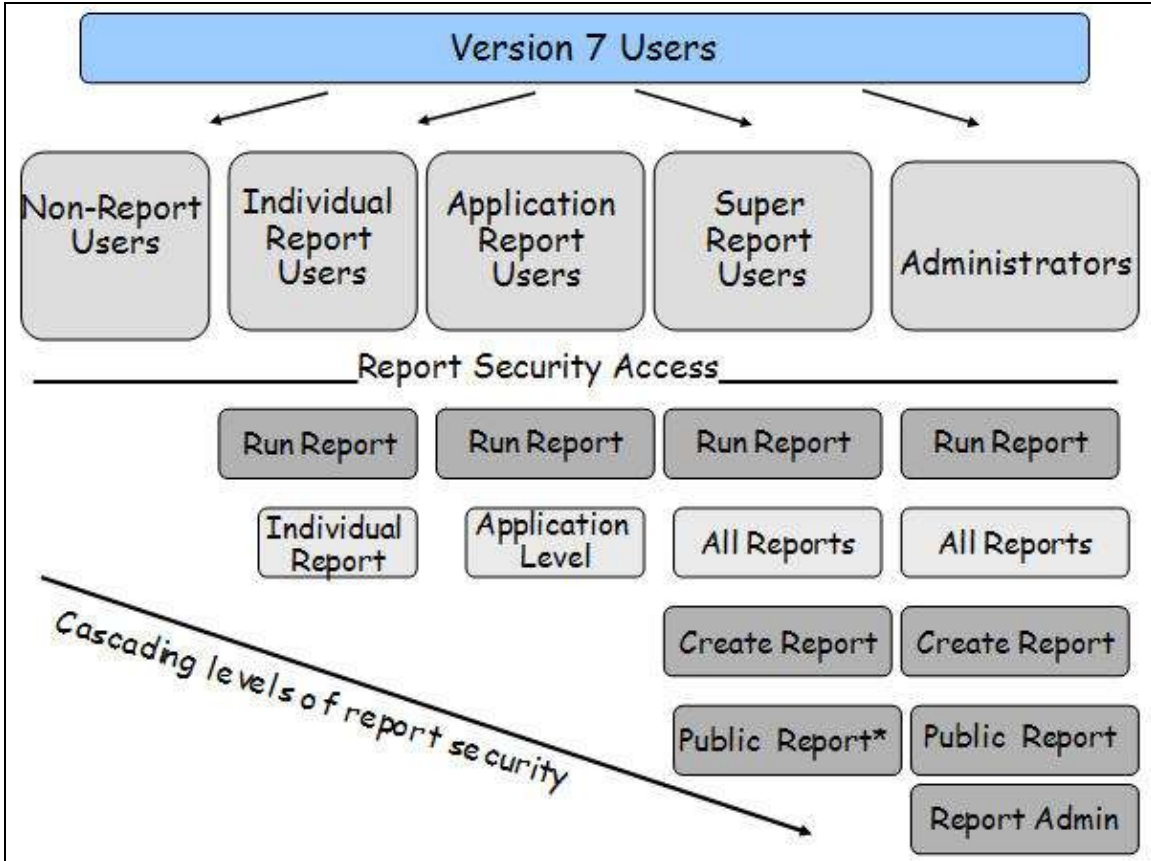 Version 7 Users
Non-Report
Users
Individual
Report
Users
Application
Report
Users
Super
Report
Users
Administrators
Report Security Access
Run Report
Run Report
Run Report
Run Report
Individual
Report
Application
Level
All Reports
All Reports
Create Report
Create Report
Public Report*
Public Report
Report Admin
Cascading levels of report security